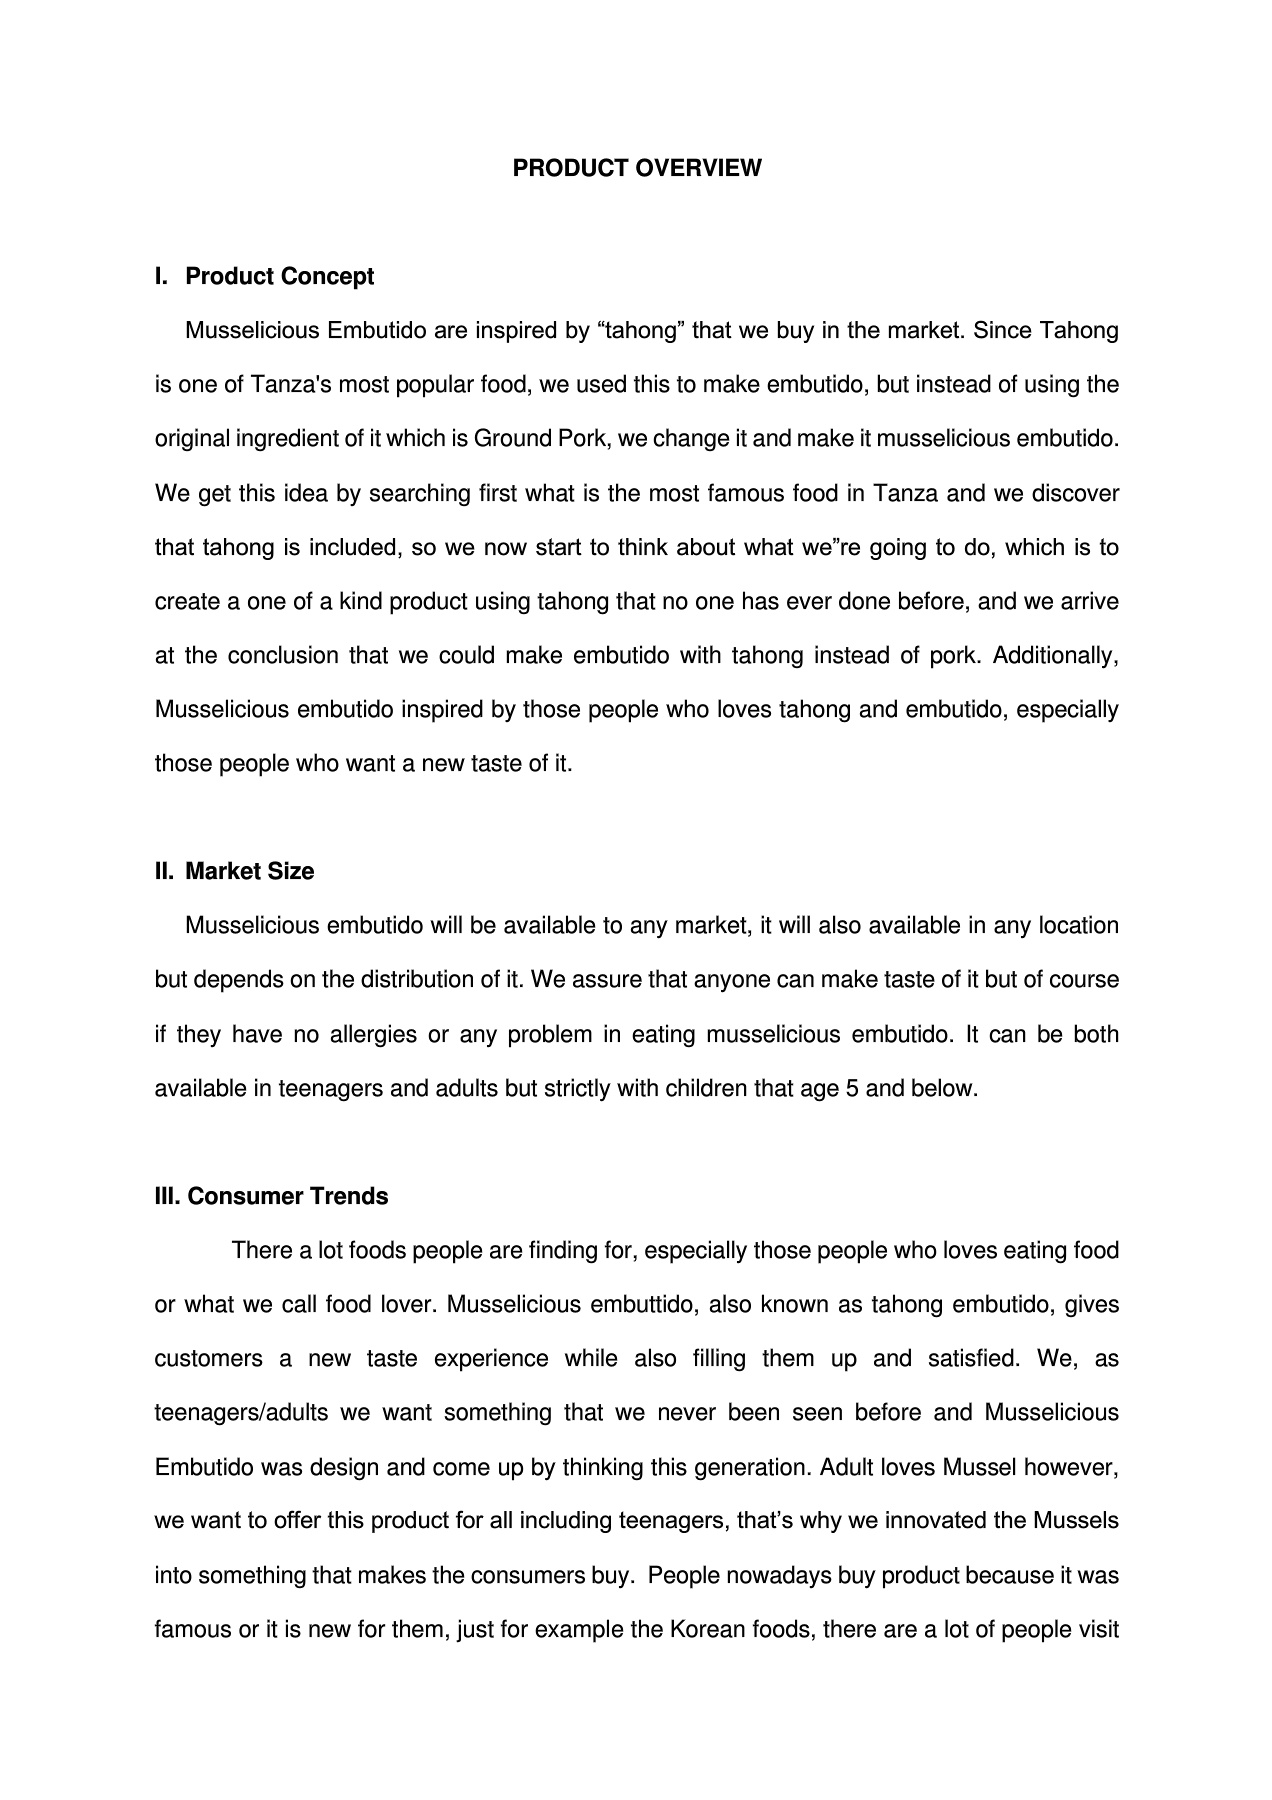 PRODUCT OVERVIEW
I. Product Concept
Musselicious Embutido are inspired by “tahong” that we buy in the market. Since Tahong
is one of Tanza's most popular food, we used this to make embutido, but instead of using the
original ingredient of it which is Ground Pork, we change it and make it musselicious embutido.
We get this idea by searching first what is the most famous food in Tanza and we discover
that tahong is included, so we now start to think about what we”re going to do, which is to
create a one of a kind product using tahong that no one has ever done before, and we arrive
at the conclusion that we could make embutido with tahong instead of pork. Additionally,
Musselicious embutido inspired by those people who loves tahong and embutido, especially
those people who want a new taste of it.
II. Market Size
Musselicious embutido will be available to any market, it will also available in any location
but depends on the distribution of it. We assure that anyone can make taste of it but of course
if they have no allergies or any problem in eating musselicious embutido. It can be both
available in teenagers and adults but strictly with children that age 5 and below.
III. Consumer Trends
There a lot foods people are finding for, especially those people who loves eating food
or what we call food lover. Musselicious embuttido, also known as tahong embutido, gives
customers a new taste experience while also filling them up and satisfied. We, as
teenagers/adults we want something that we never been seen before and Musselicious
Embutido was design and come up by thinking this generation. Adult loves Mussel however,
we want to offer this product for all including teenagers, that’s why we innovated the Mussels
into something that makes the consumers buy.  People nowadays buy product because it was
famous or it is new for them, just for example the Korean foods, there are a lot of people visit